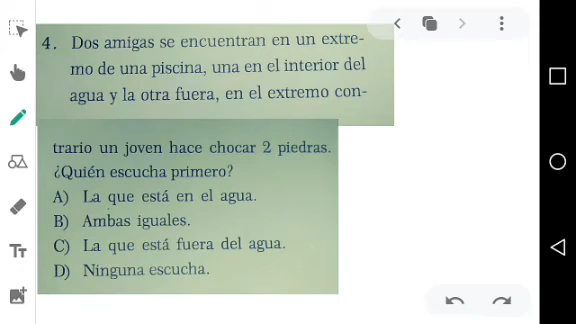 4. Dos amigas se encuentran en un extre-
mo de una piscina, una en el interior del
agua y la otra fuera, en el extremo con-
trario un joven hace chocar 2 piedras.
¿Quién escucha primero?
A) La que está en el agua.
B) Ambas iguales.
C) La que está fuera del agua.
D) Ninguna escucha.
Tт